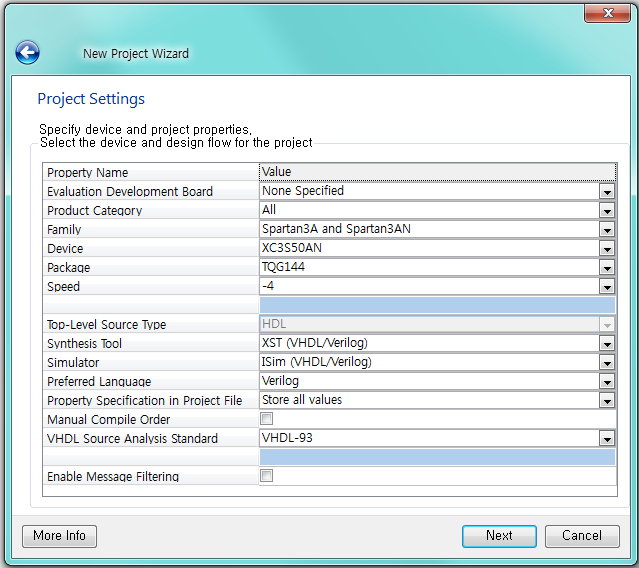 New Project Wizard
Project Settings
Specify device and project properties.
Select the device and design flow for the project
Property Name Value
Evaluation Development Board None Specified
Product Category All
Family Spartan3A and Spartan3AN
Device XC3S50AN
Package TQG144
Speed -4
Top-Level Source Type HDL
Synthesis Tool XST (VHDL/Verilog)
Simulator ISim (VHDL/Verilog)
Preferred Language Verilog
Property Specification in Project File Store all values
Manual Compile Order
VHDL Source Analysis Standard VHDL-93
Enable Message Filtering
More Info Next Cancel